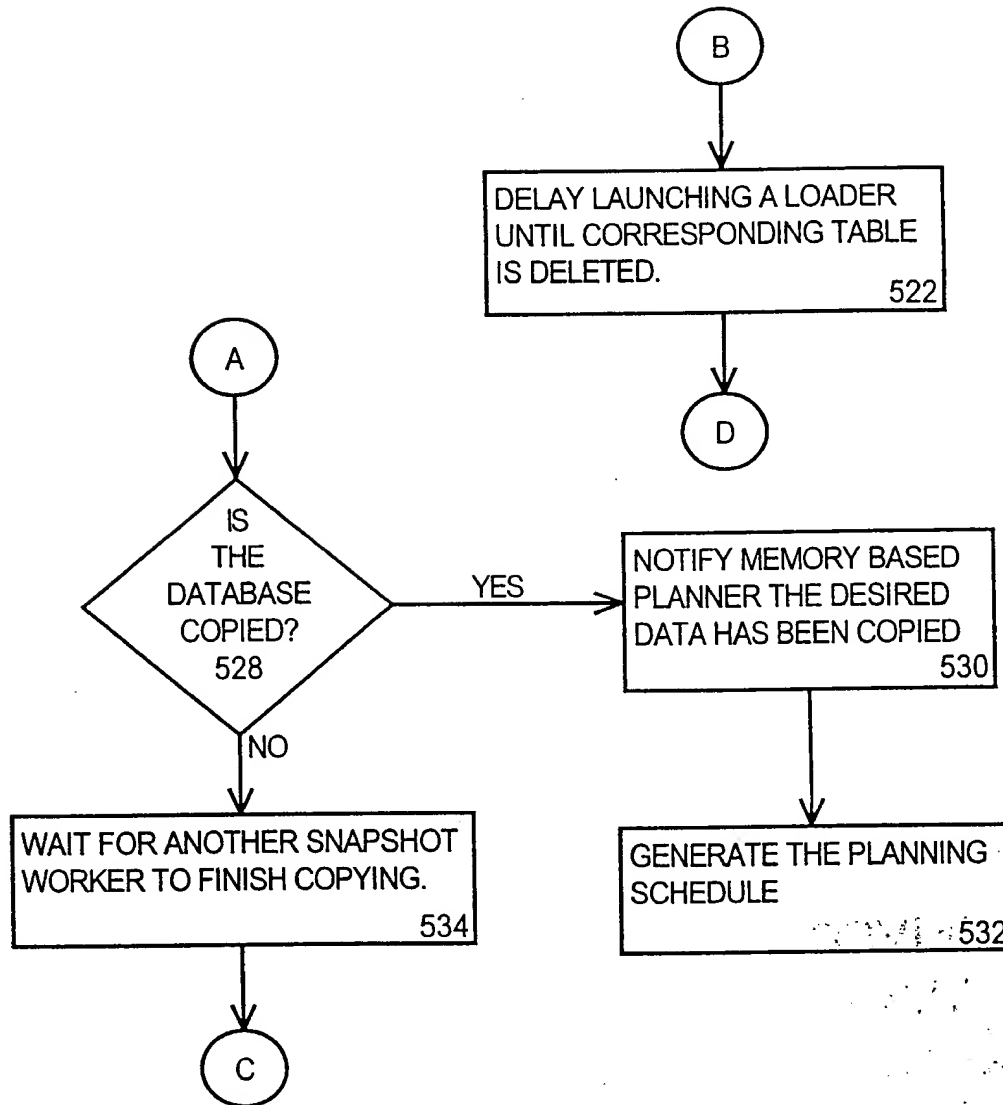 B
DELAY LAUNCHING A LOADER
UNTIL CORRESPONDING TABLE
IS DELETED.
522
D
A
IS
THE
DATABASE
COPIED?
528
YES
NO
NOTIFY MEMORY BASED
PLANNER THE DESIRED
DATA HAS BEEN COPIED
530
WAIT FOR ANOTHER SNAPSHOT
WORKER TO FINISH COPYING.
534
GENERATE THE PLANNING
SCHEDULE
532
C